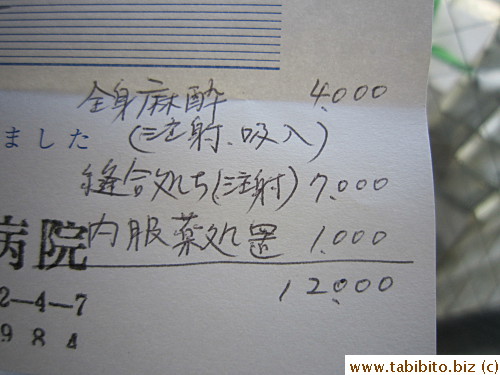 全身麻酔 4,000
ました (注射、吸入)
縫合処ち(注射) 7,000
病院 内服薬処置 1,000
2-4-7 12,000
984
www.tabibito.biz (c)